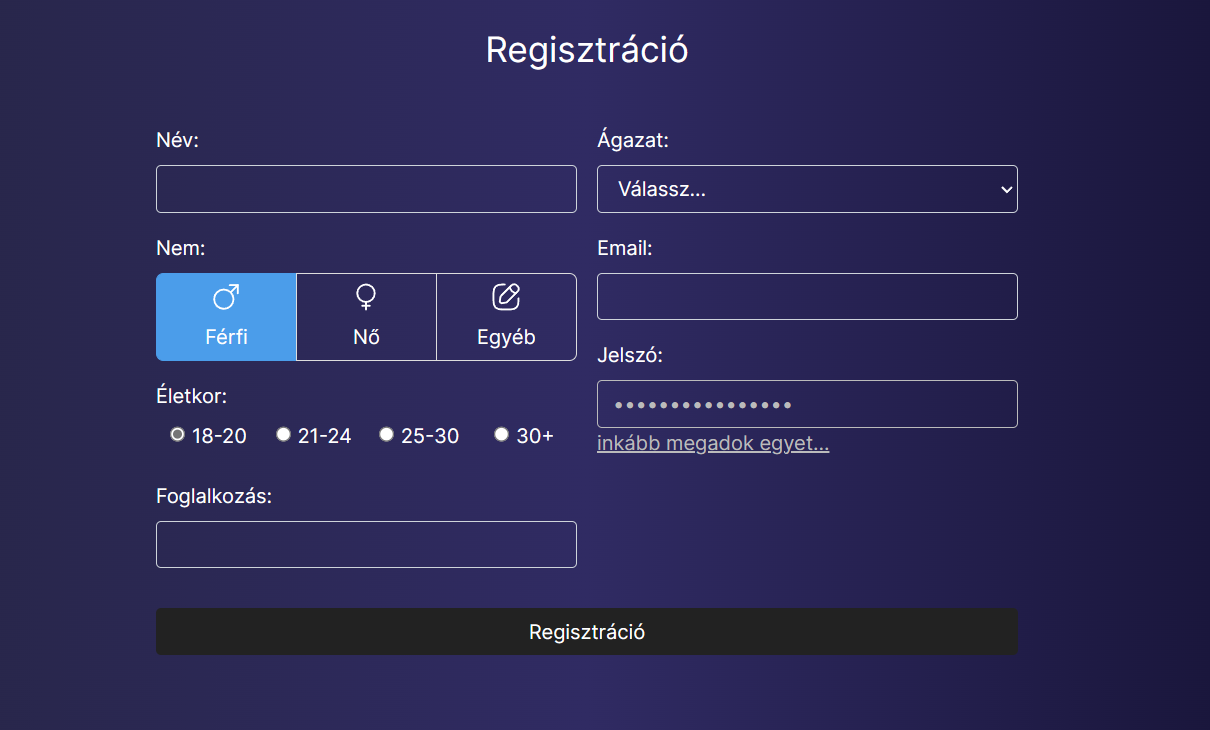 Regisztráció
Név:
Nem:
Férfi
Nő
Egyéb
Életkor:
18-20 21-24 25-30 30+
Foglalkozás:
Ágazat:
Válassz...
Email:
Jelszó:
••••••••••••••••
inkább megadok egyet...
Regisztráció